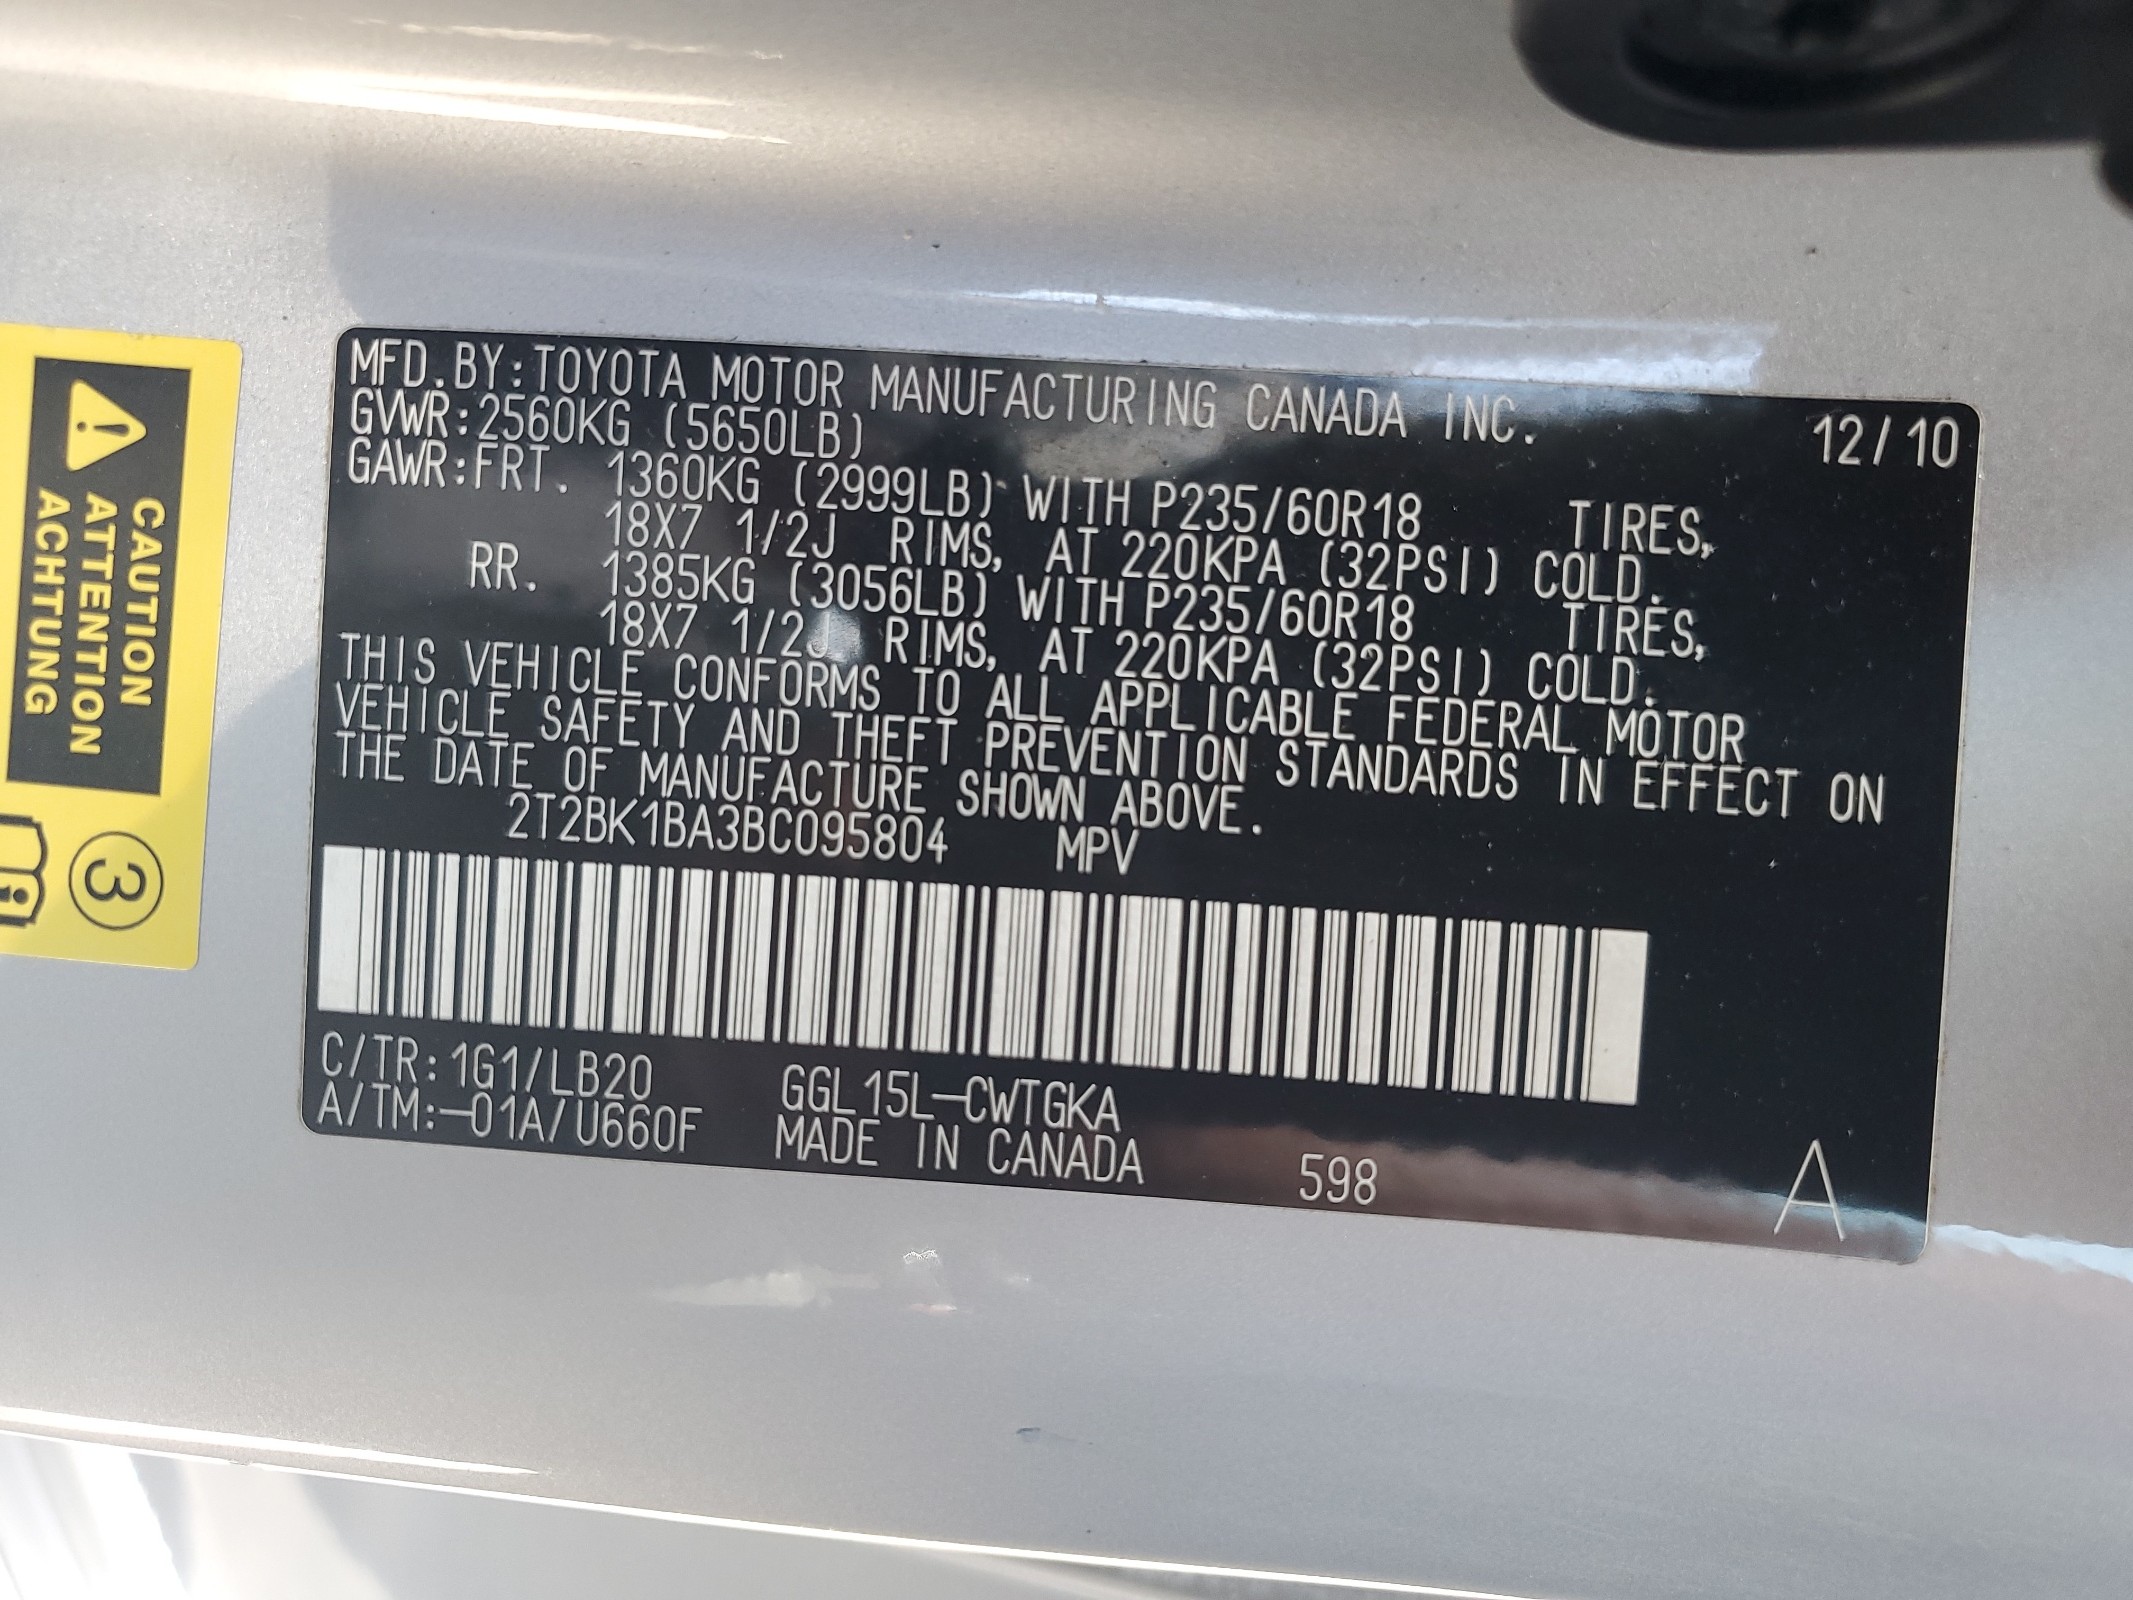 MFD.BY:TOYOTA MOTOR MANUFACTURING CANADA INC. 12/10
GVWR:2560KG (5650LB)
GAWR:FRT. 1360KG (2999LB) WITH P235/60R18 TIRES,
18X7 1/2J RIMS, AT 220KPA (32PSI) COLD.
RR. 1385KG (3056LB) WITH P235/60R18 TIRES,
18X7 1/2J RIMS, AT 220KPA (32PSI) COLD.
THIS VEHICLE CONFORMS TO ALL APPLICABLE FEDERAL MOTOR
VEHICLE SAFETY AND THEFT PREVENTION STANDARDS IN EFFECT ON
THE DATE OF MANUFACTURE SHOWN ABOVE.
2T2BK1BA3BC095804 MPV
C/TR:1G1/LB20 GGL15L-CWTGKA
A/TM:-01A/U660F MADE IN CANADA 598 A
CAUTION
ATTENTION
ACHTUNG
3